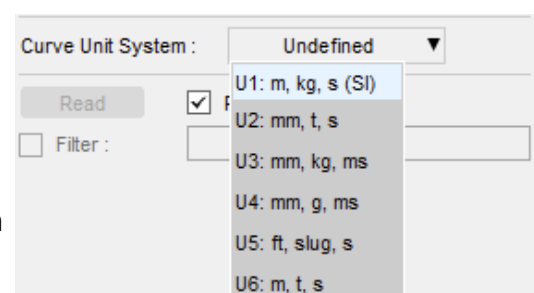 Curve Unit System : Undefined ▼
U1: m, kg, s (SI)
Read
U2: mm, t, s
Filter :
U3: mm, kg, ms
U4: mm, g, ms
U5: ft, slug, s
U6: m, t, s